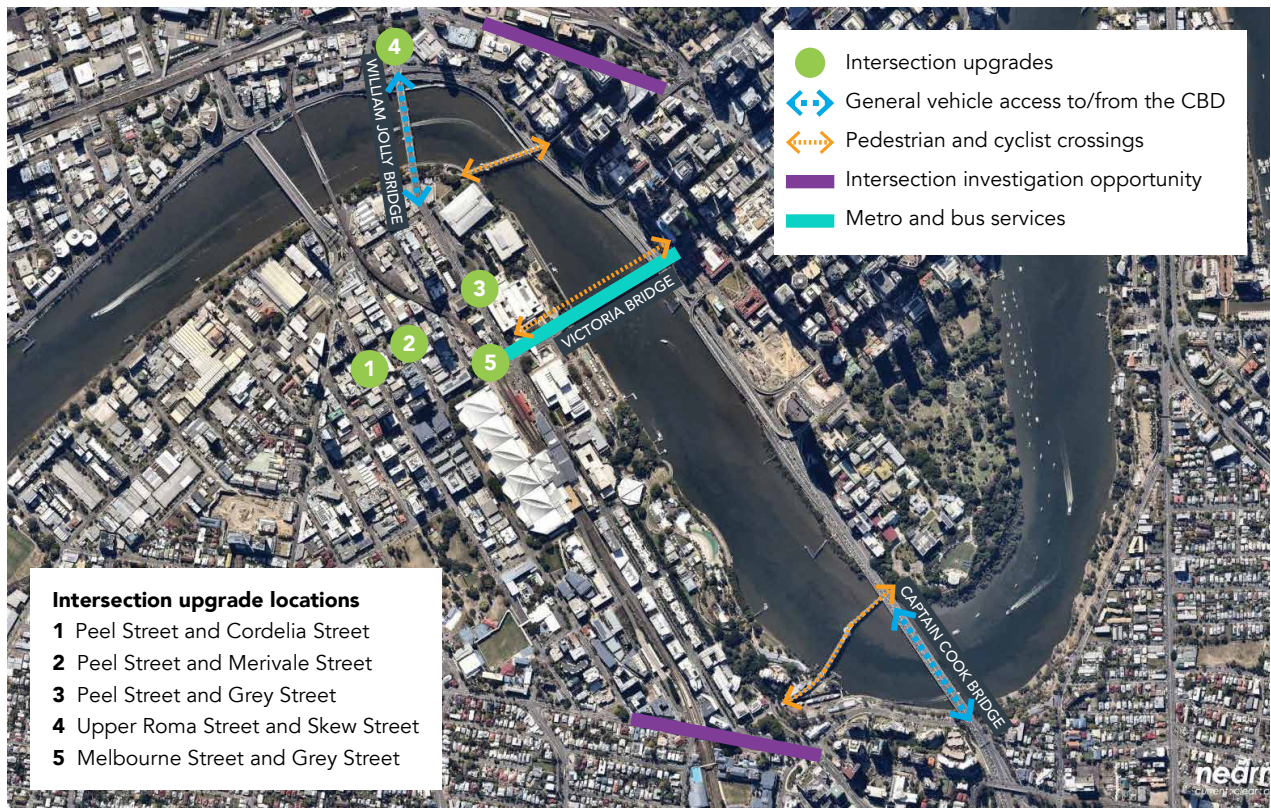 4
WILLIAM JOLLY BRIDGE
Intersection upgrades
General vehicle access to/from the CBD
Pedestrian and cyclist crossings
Intersection investigation opportunity
Metro and bus services
3
VICTORIA BRIDGE
2
1
5
CAPTAIN COOK BRIDGE
Intersection upgrade locations
1 Peel Street and Cordelia Street
2 Peel Street and Merivale Street
3 Peel Street and Grey Street
4 Upper Roma Street and Skew Street
5 Melbourne Street and Grey Street